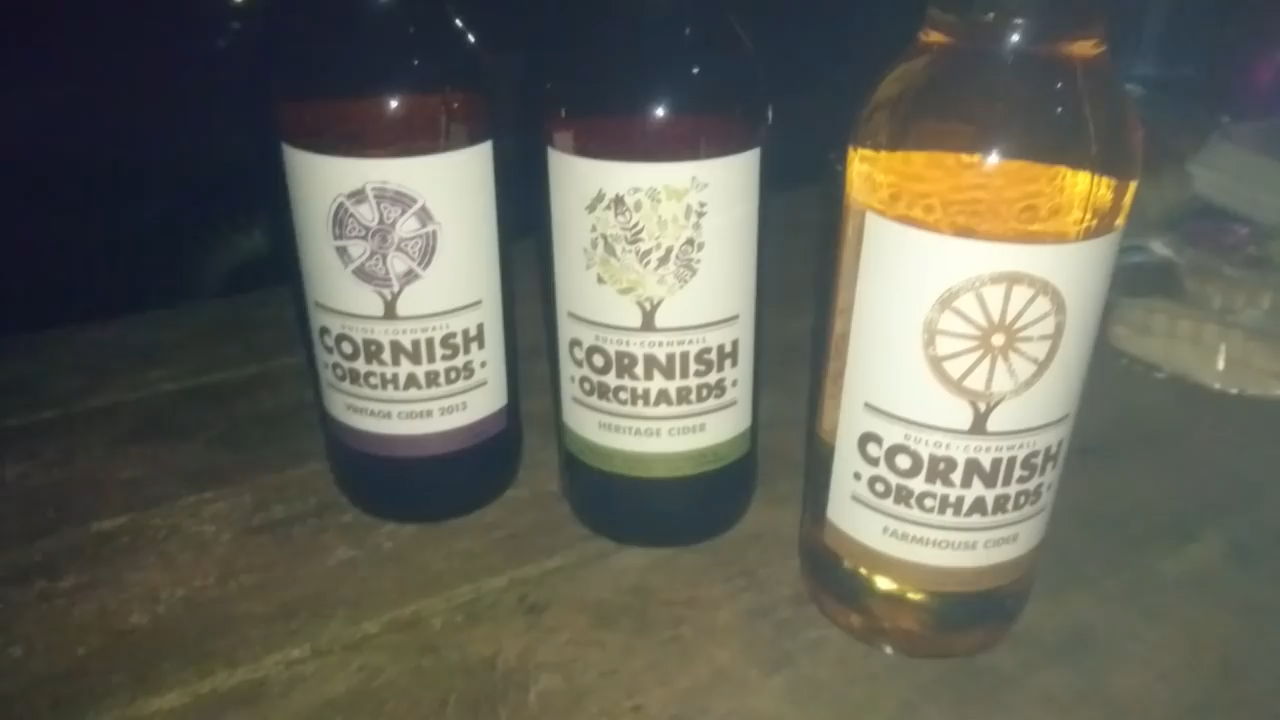 DULOE • CORNWALL
CORNISH
• ORCHARDS •
VINTAGE CIDER 2013
DULOE • CORNWALL
CORNISH
• ORCHARDS •
HERITAGE CIDER
DULOE • CORNWALL
CORNISH
• ORCHARDS •
FARMHOUSE CIDER